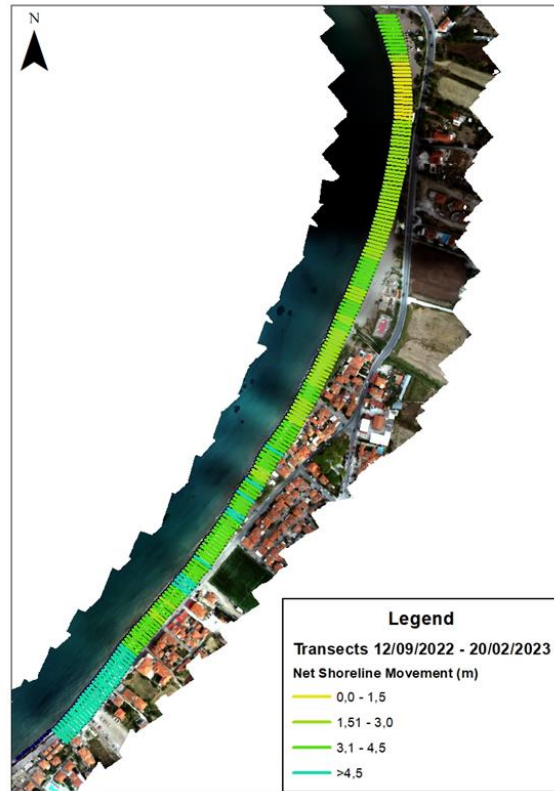 N
Legend
Transects 12/09/2022 - 20/02/2023
Net Shoreline Movement (m)
0,0 - 1,5
1,51 - 3,0
3,1 - 4,5
>4,5